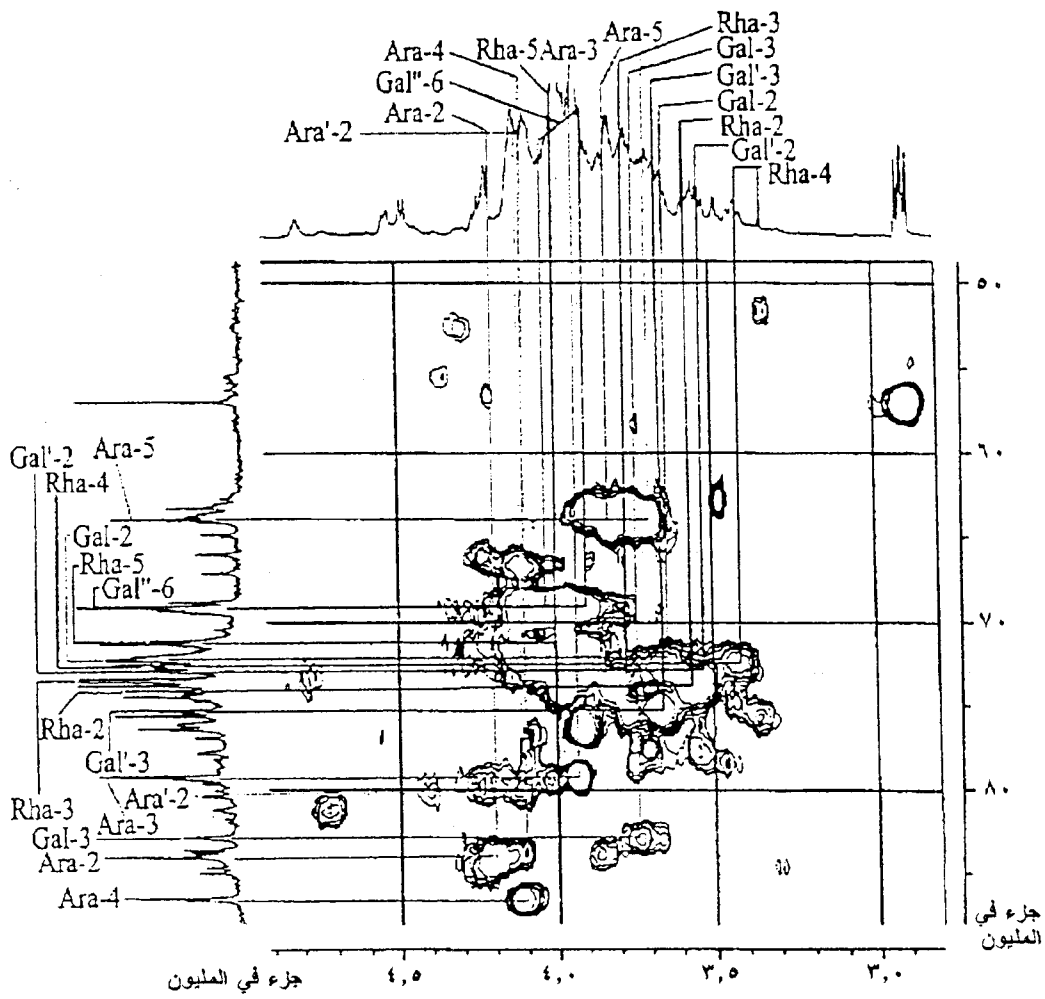 Ara-4
Rha-5
Ara-3
Ara-5
Rha-3
Gal-3
Gal''-6
Gal'-3
Ara-2
Gal-2
Ara'-2
Rha-2
Gal'-2
Rha-4
٥٠
Gal'-2
Ara-5
٦٠
Rha-4
Gal-2
Rha-5
Gal''-6
٧٠
Rha-2
Gal'-3
Ara'-2
٨٠
Rha-3
Ara-3
Gal-3
Ara-2
Ara-4
جزء في
المليون
جزء في المليون
٤,٥
٤,٠
٣,٥
٣,٠